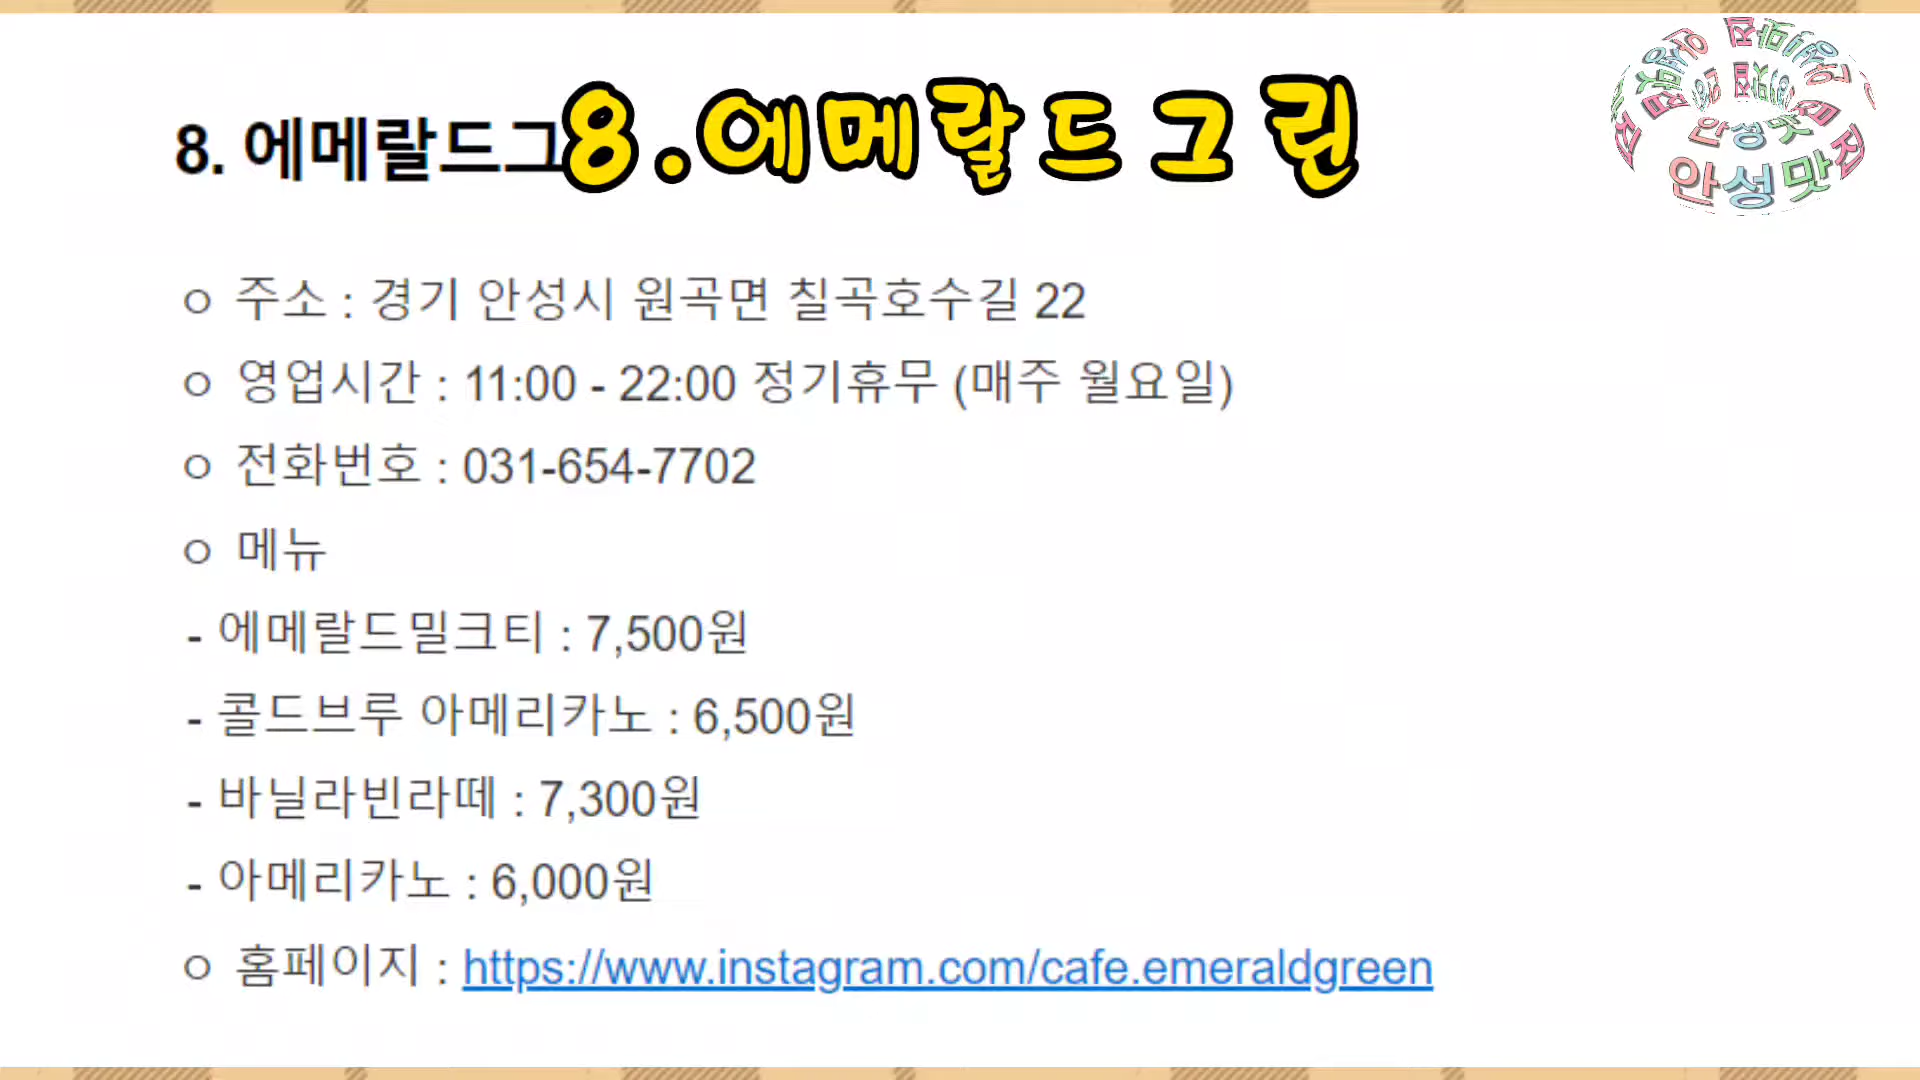 8. 에메랄드그
8.에메랄드그린
안성맛
안성맛
ㅇ 주소 : 경기 안성시 원곡면 칠곡호수길 22
ㅇ 영업시간 : 11:00 - 22:00 정기휴무 (매주 월요일)
ㅇ 전화번호 : 031-654-7702
ㅇ 메뉴
- 에메랄드밀크티 : 7,500원
- 콜드브루 아메리카노 : 6,500원
- 바닐라빈라떼 : 7,300원
- 아메리카노 : 6,000원
ㅇ 홈페이지 : https://www.instagram.com/cafe.emeraldgreen